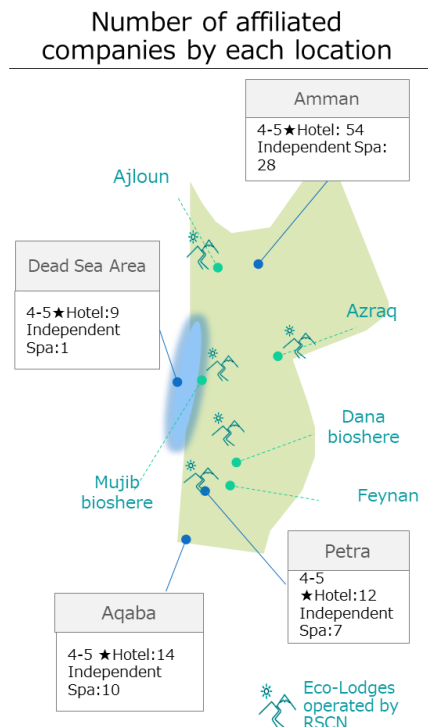 Number of affiliated
companies by each location
Amman
4-5★Hotel: 54
Independent Spa:
28
Ajloun
Dead Sea Area
4-5★Hotel:9
Independent
Spa:1
Azraq
Dana
bioshere
Mujib
bioshere
Feynan
Petra
4-5
★Hotel:12
Independent
Spa:7
Aqaba
4-5 ★Hotel:14
Independent
Spa:10
Eco-Lodges
operated by
RSCN